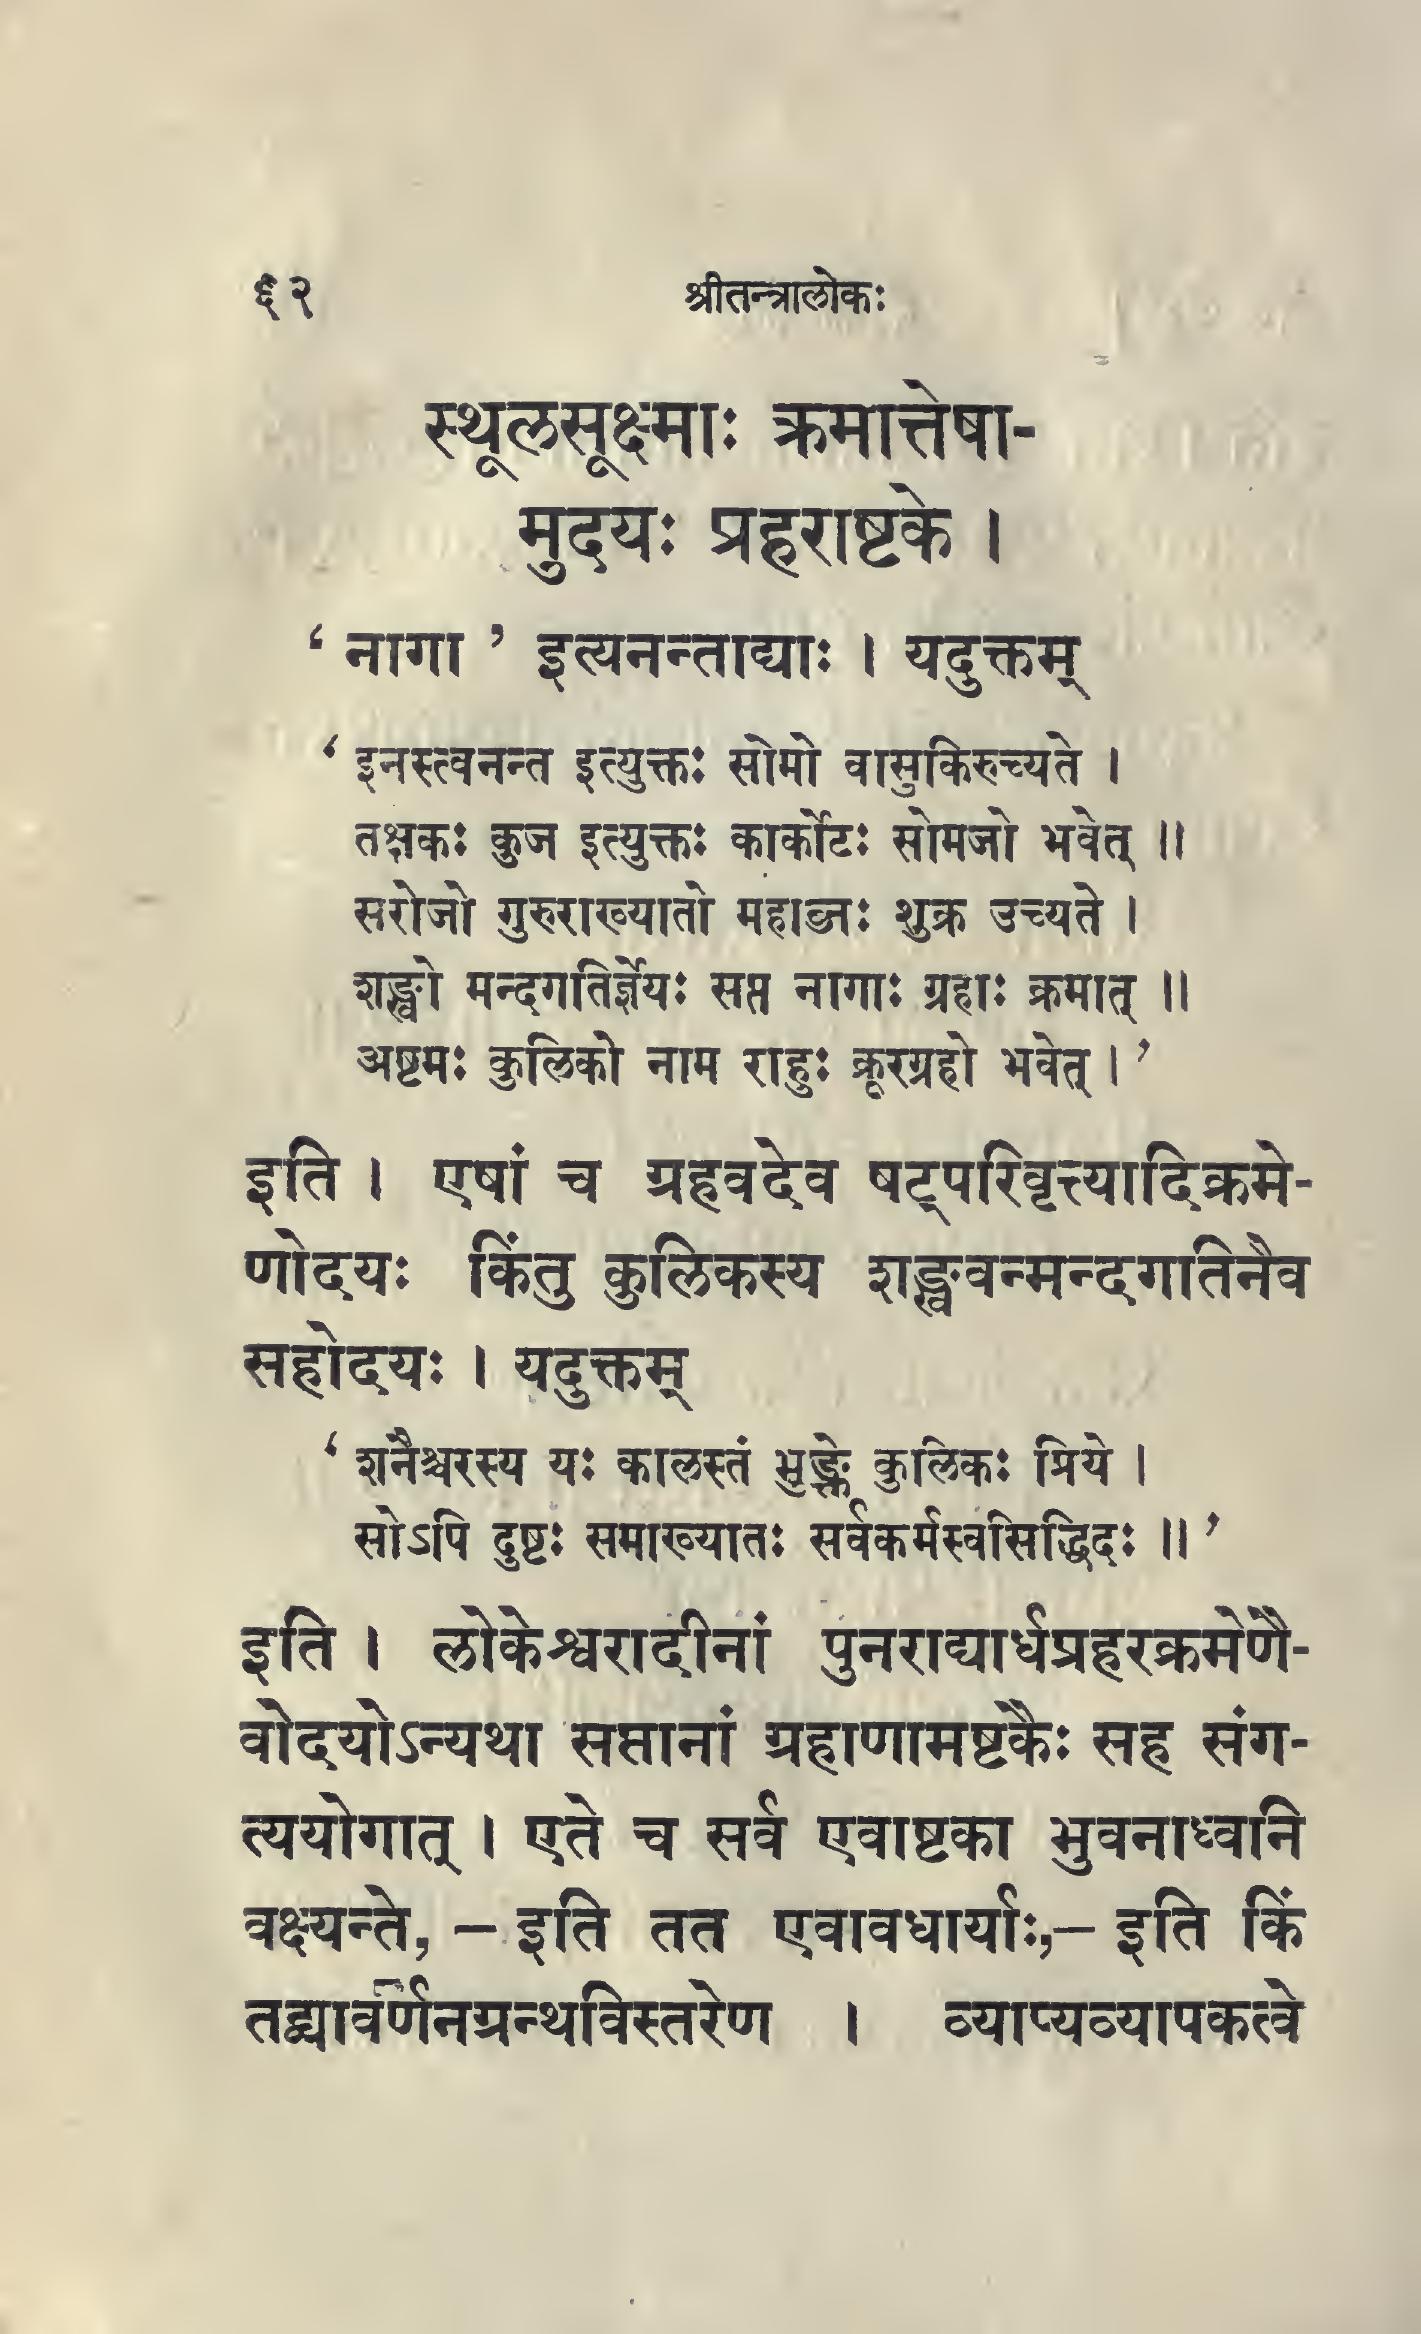 ६२ श्रीतन्त्रालोकः
स्थूलसूक्ष्माः क्रमात्तेषा-
मुदयः प्रहराष्टके ।
‘ नागा ’ इत्यनन्ताद्याः । यदुक्तम्
‘ इनस्त्वनन्त इत्युक्तः सोमो वासुकिरुच्यते ।
तक्षकः कुज इत्युक्तः कार्कोटः सोमजो भवेत् ॥
सरोजो गुरुराख्यातो महाब्जः शुक्र उच्यते ।
शङ्खो मन्दगतिर्ज्ञेयः सप्त नागाः ग्रहाः क्रमात् ॥
अष्टमः कुलिको नाम राहुः क्रूरग्रहो भवेत् । ’
इति । एषां च ग्रहवदेव षट्परिवृत्त्यादिक्रमे-
णोदयः किंतु कुलिकस्य शङ्खवन्मन्दगतिनैव
सहोदयः । यदुक्तम्
‘ शनैश्चरस्य यः कालस्तं भुङ्क्ते कुलिकः प्रिये ।
सोऽपि दुष्टः समाख्यातः सर्वकर्मस्वसिद्धिदः ॥ ’
इति । लोकेश्वरादीनां पुनराद्यार्धप्रहरक्रमेणै-
वोदयोऽन्यथा सप्तानां ग्रहाणामष्टकैः सह संग-
त्ययोगात् । एते च सर्व एवाष्टका भुवनाध्वनि
वक्ष्यन्ते, – इति तत एवावधार्याः,– इति किं
तद्व्यावर्णनग्रन्थविस्तरेण । व्याप्यव्यापकत्वे